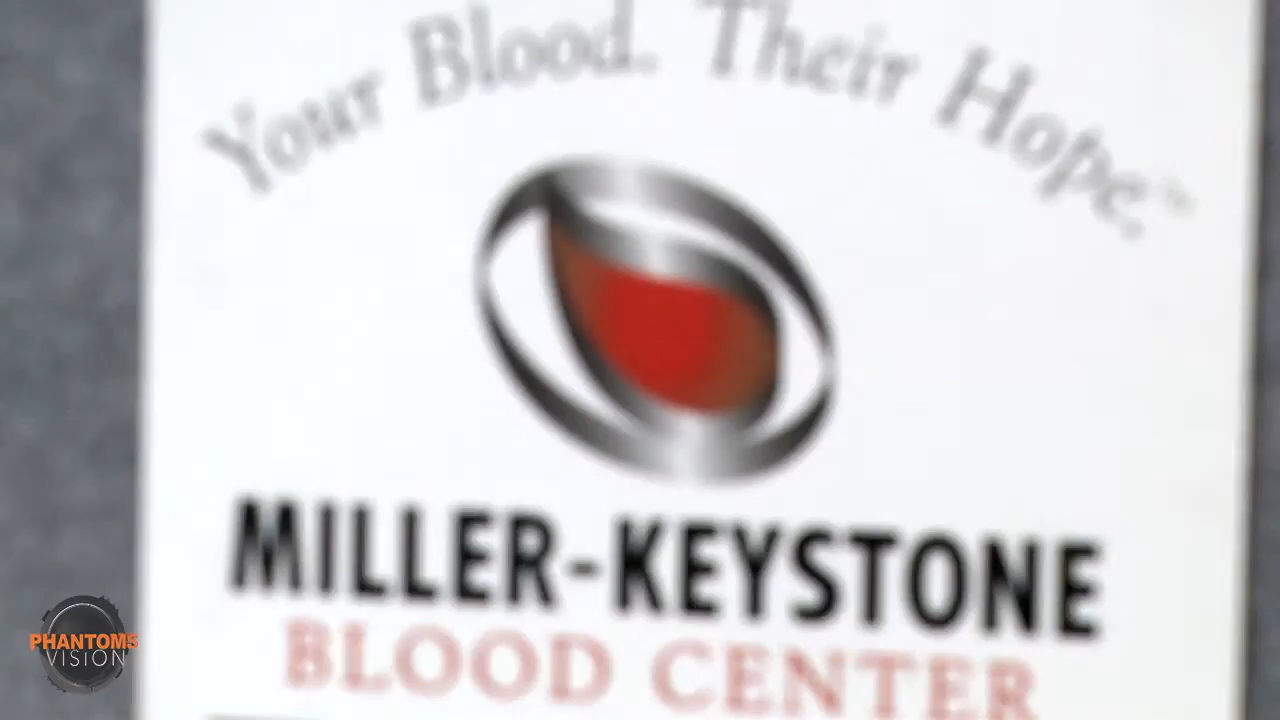 Your Blood. Their Hope.™
MILLER-KEYSTONE
BLOOD CENTER
PHANTOMS
VISION